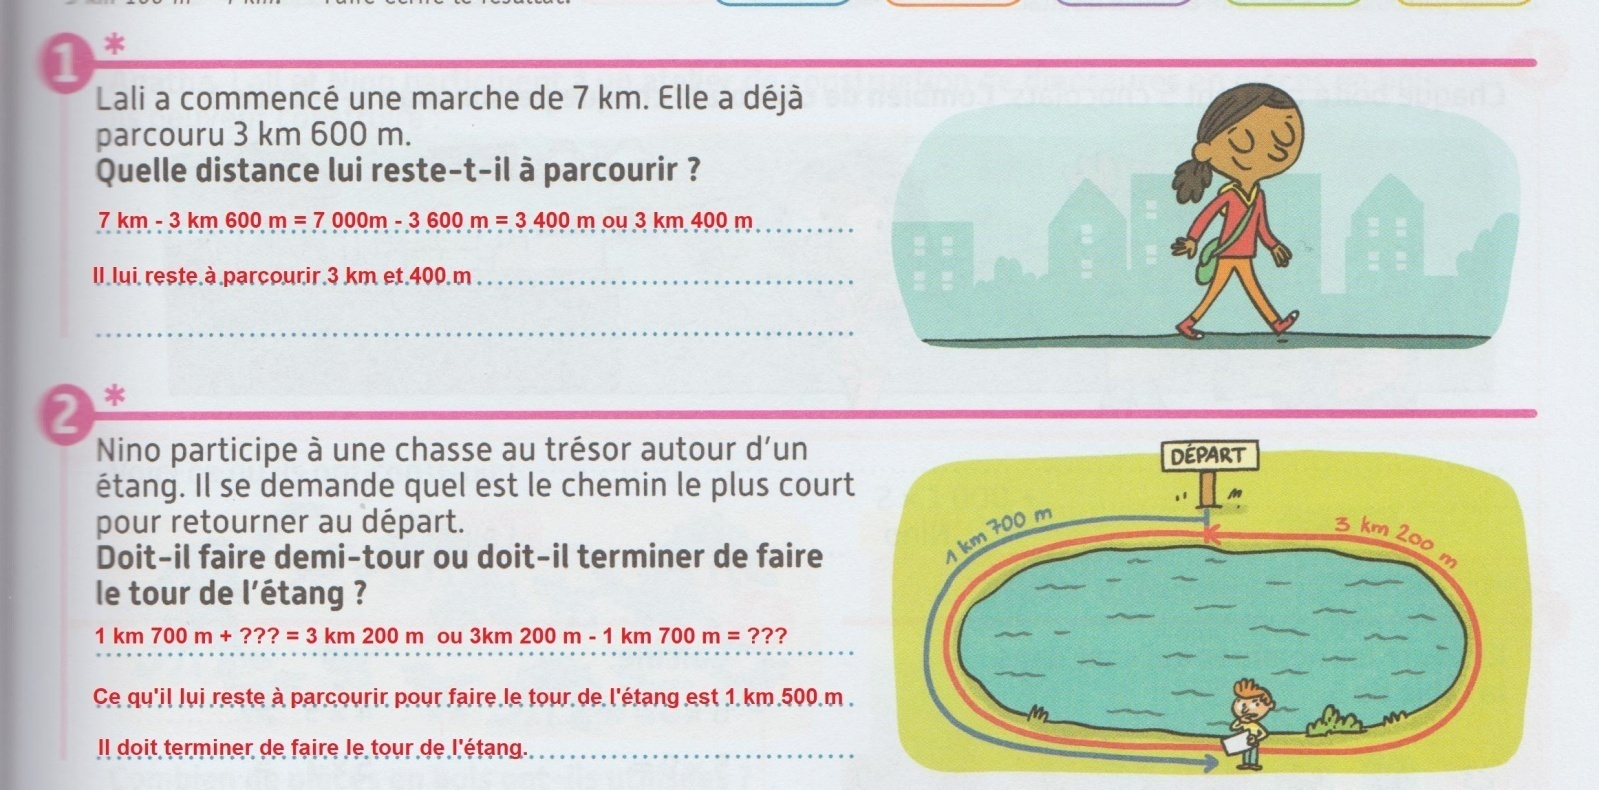 1 *
Lali a commencé une marche de 7 km. Elle a déjà
parcouru 3 km 600 m.
Quelle distance lui reste-t-il à parcourir ?
7 km - 3 km 600 m = 7 000m - 3 600 m = 3 400 m ou 3 km 400 m
Il lui reste à parcourir 3 km et 400 m
2 *
Nino participe à une chasse au trésor autour d'un
étang. Il se demande quel est le chemin le plus court
pour retourner au départ.
Doit-il faire demi-tour ou doit-il terminer de faire
le tour de l'étang ?
1 km 700 m + ??? = 3 km 200 m ou 3km 200 m - 1 km 700 m = ???
Ce qu'il lui reste à parcourir pour faire le tour de l'étang est 1 km 500 m
Il doit terminer de faire le tour de l'étang.
DÉPART
1 km 700 m
3 km 200 m